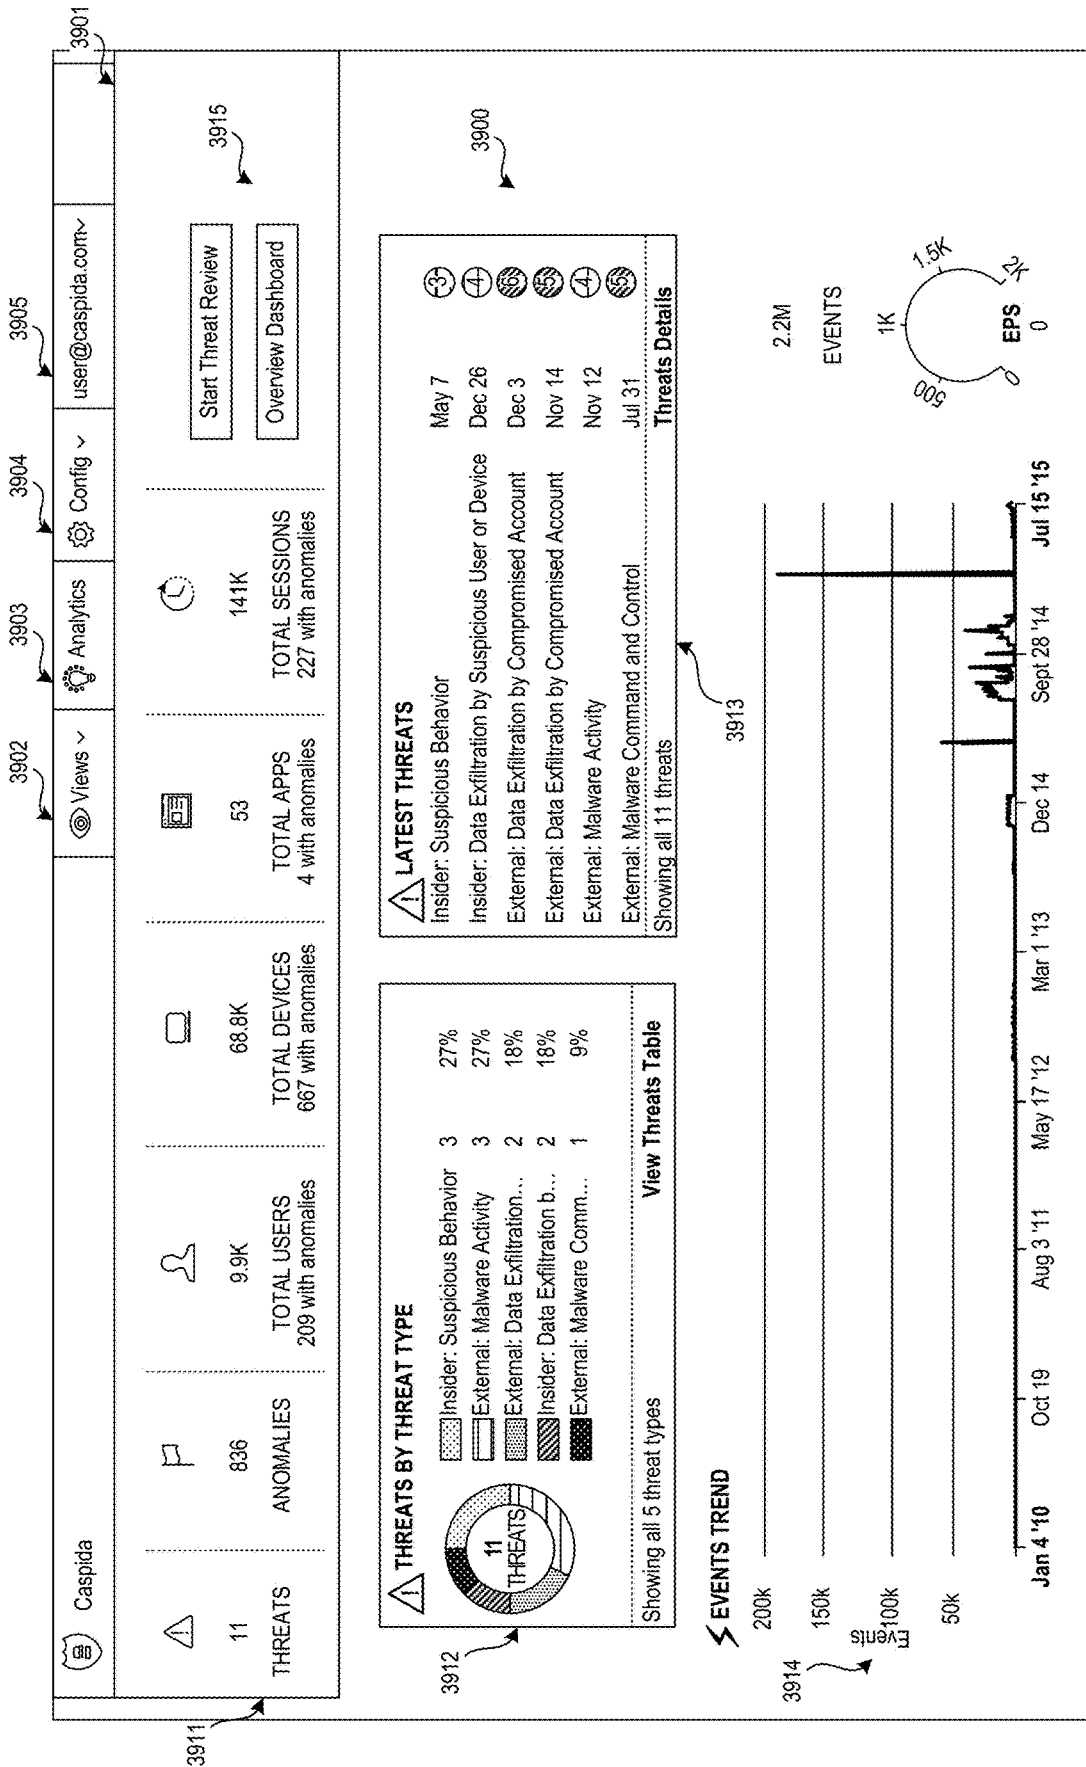 3901
3902
3903
3904
3905
Caspida
Views
Analytics
Config
user@caspida.com
3911
11
THREATS
836
ANOMALIES
9.9K
TOTAL USERS
209 with anomalies
68.8K
TOTAL DEVICES
667 with anomalies
53
TOTAL APPS
4 with anomalies
141K
TOTAL SESSIONS
227 with anomalies
Start Threat Review
Overview Dashboard
3915
3900
3912
THREATS BY THREAT TYPE
11
THREATS
Insider: Suspicious Behavior 3 27%
External: Malware Activity 3 27%
External: Data Exfiltration... 2 18%
Insider: Data Exfiltration b... 2 18%
External: Malware Comm... 1 9%
Showing all 5 threat types View Threats Table
LATEST THREATS
Insider: Suspicious Behavior May 7 3
Insider: Data Exfiltration by Suspicious User or Device Dec 26 4
External: Data Exfiltration by Compromised Account Dec 3 6
External: Data Exfiltration by Compromised Account Nov 14 5
External: Malware Activity Nov 12 4
External: Malware Command and Control Jul 31 5
Showing all 11 threats Threats Details
3913
EVENTS TREND
3914
Events
200k
150k
100k
50k
Jan 4 '10 Oct 19 Aug 3 '11 May 17 '12 Mar 1 '13 Dec 14 Sept 28 '14 Jul 15 '15
2.2M
EVENTS
0 500 1K 1.5K 2K
EPS
0